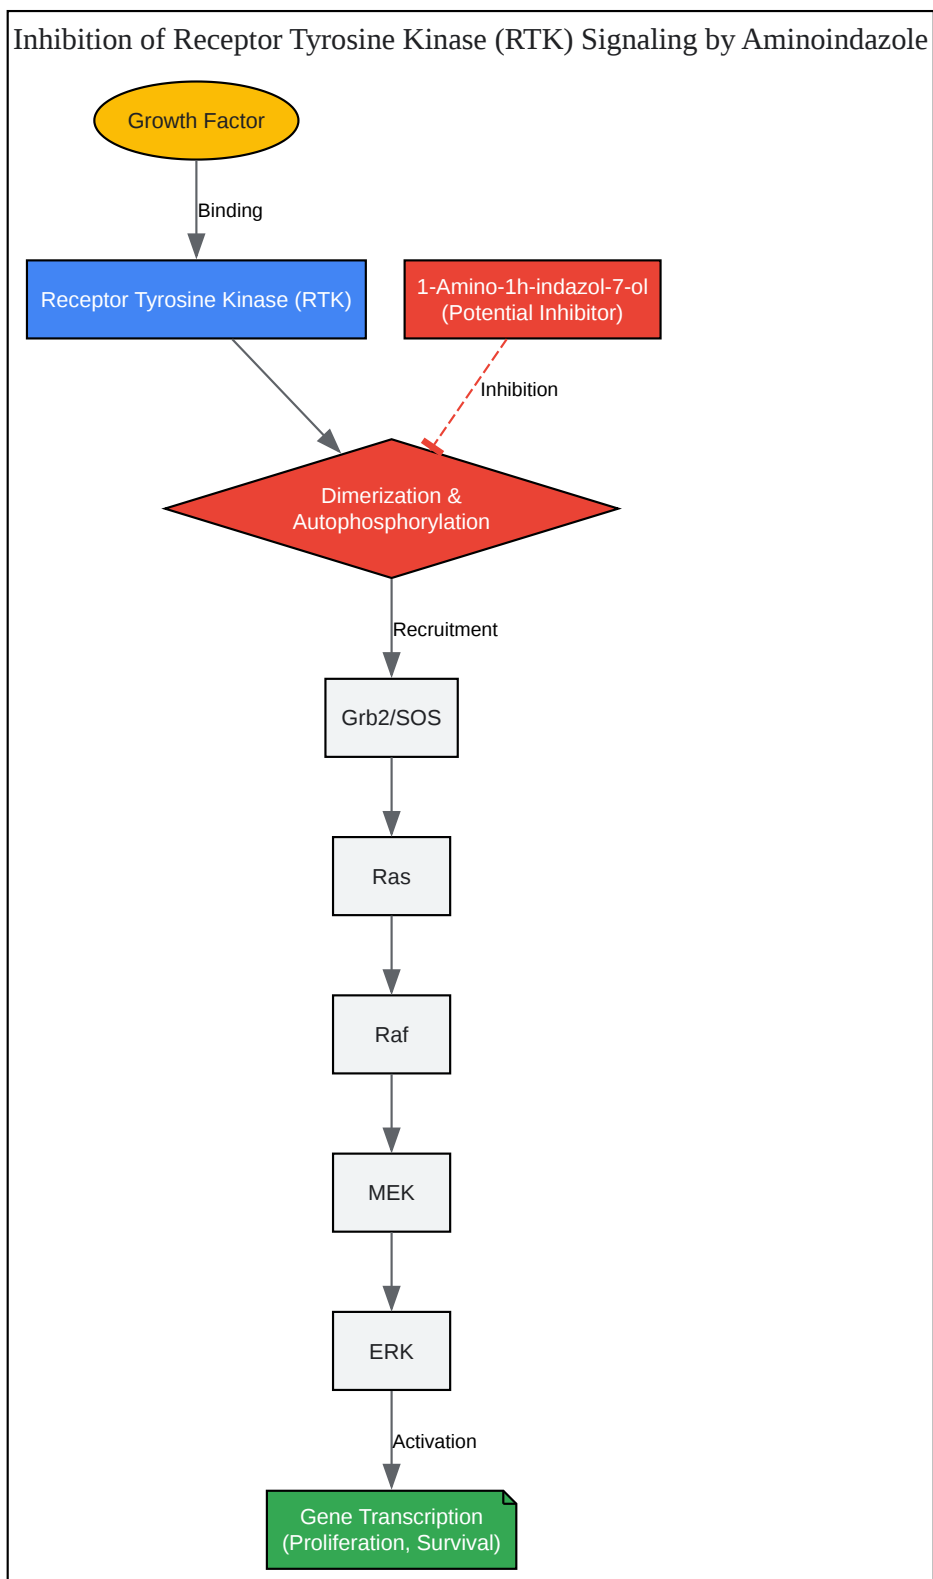 Inhibition of Receptor Tyrosine Kinase (RTK) Signaling by Aminoindazole
Growth Factor
Binding
Receptor Tyrosine Kinase (RTK)
1-Amino-1h-indazol-7-ol
(Potential Inhibitor)
Inhibition
Dimerization &
Autophosphorylation
Recruitment
Grb2/SOS
Ras
Raf
MEK
ERK
Activation
Gene Transcription
(Proliferation, Survival)